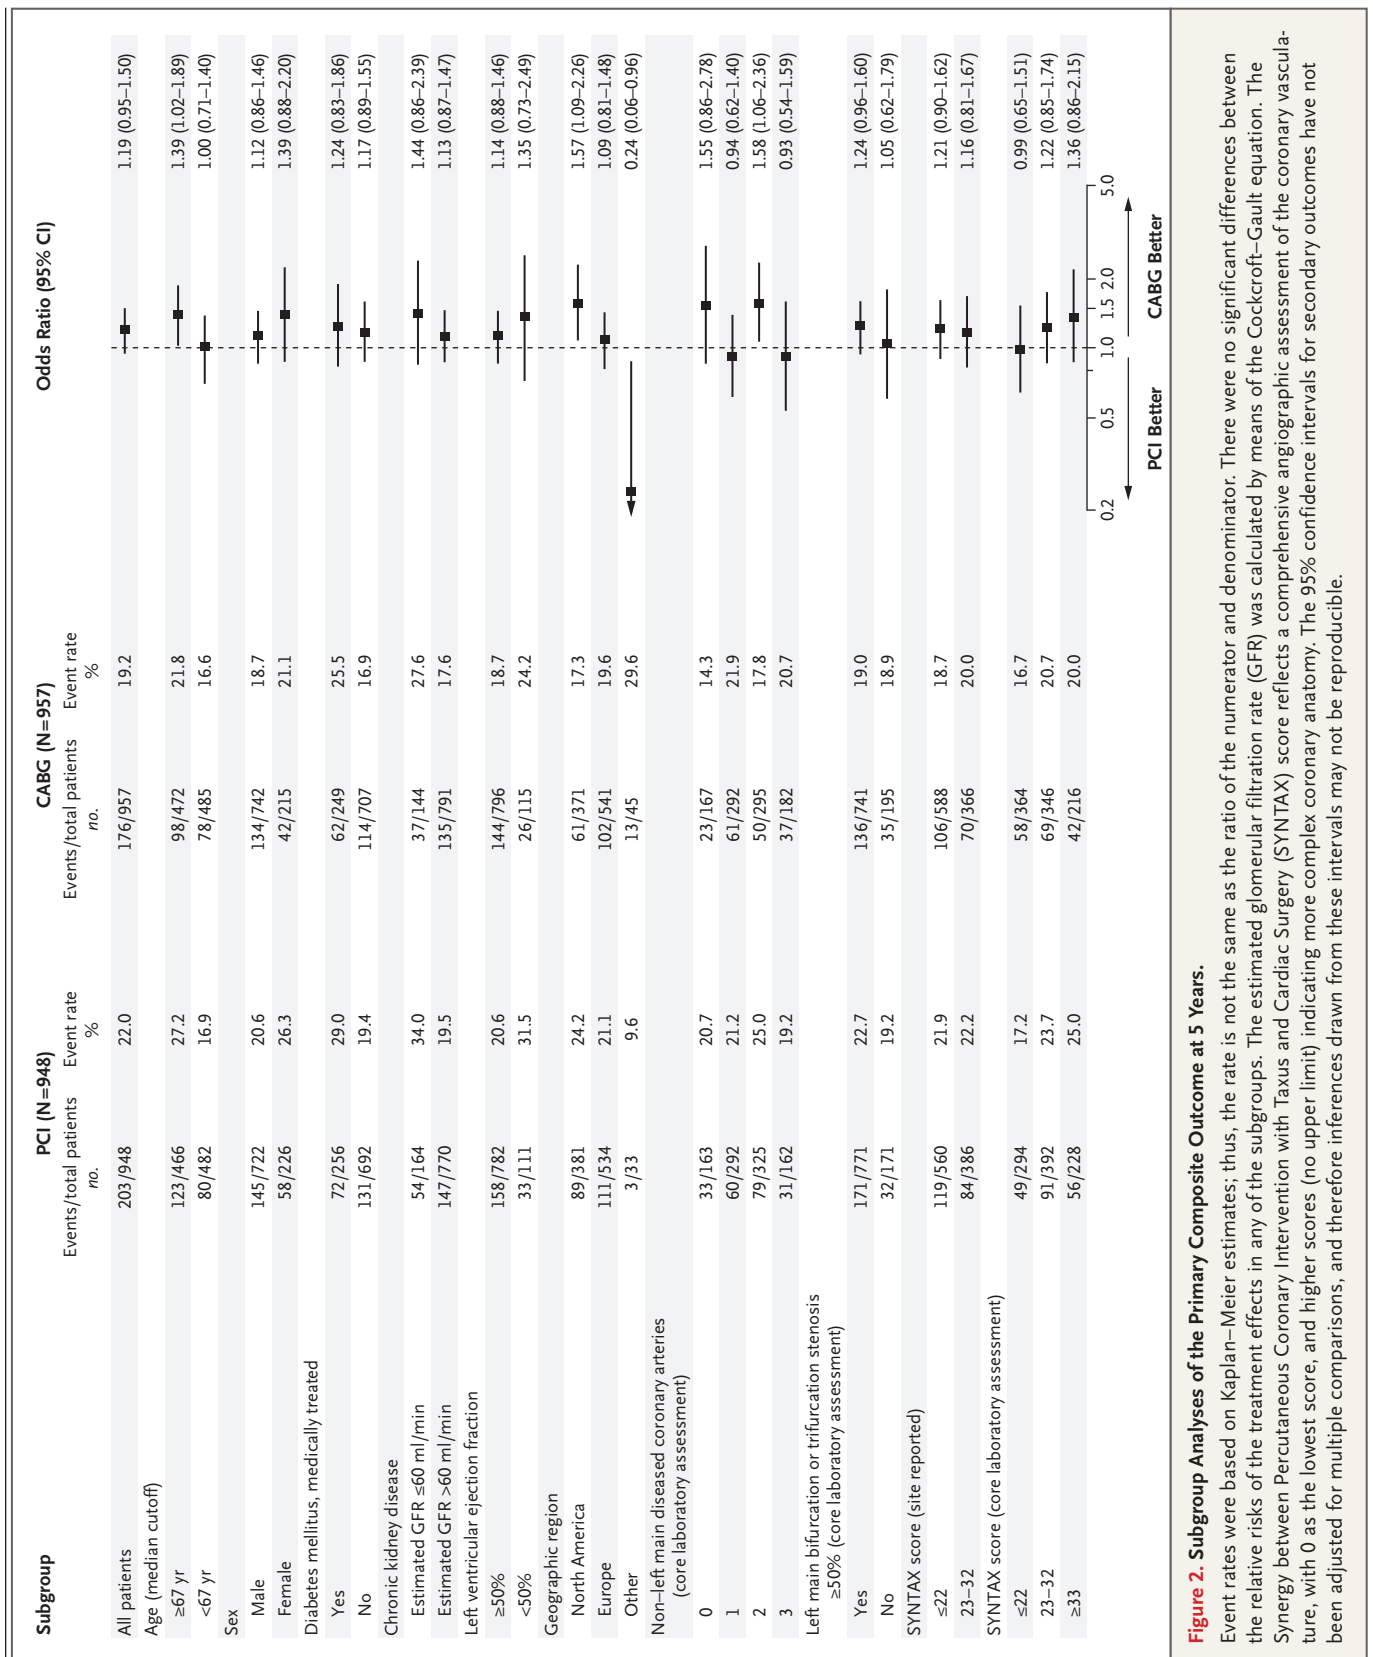 Subgroup PCI (N=948) CABG (N=957) Odds Ratio (95% CI)
Events/total patients Event rate Events/total patients Event rate
no. % no. %
All patients 203/948 22.0 176/957 19.2 1.19 (0.95–1.50)
Age (median cutoff)
≥67 yr 123/466 27.2 98/472 21.8 1.39 (1.02–1.89)
<67 yr 80/482 16.9 78/485 16.6 1.00 (0.71–1.40)
Sex
Male 145/722 20.6 134/742 18.7 1.12 (0.86–1.46)
Female 58/226 26.3 42/215 21.1 1.39 (0.88–2.20)
Diabetes mellitus, medically treated
Yes 72/256 29.0 62/249 25.5 1.24 (0.83–1.86)
No 131/692 19.4 114/707 16.9 1.17 (0.89–1.55)
Chronic kidney disease
Estimated GFR ≤60 ml/min 54/164 34.0 37/144 27.6 1.44 (0.86–2.39)
Estimated GFR >60 ml/min 147/770 19.5 135/791 17.6 1.13 (0.87–1.47)
Left ventricular ejection fraction
≥50% 158/782 20.6 144/796 18.7 1.14 (0.88–1.46)
<50% 33/111 31.5 26/115 24.2 1.35 (0.73–2.49)
Geographic region
North America 89/381 24.2 61/371 17.3 1.57 (1.09–2.26)
Europe 111/534 21.1 102/541 19.6 1.09 (0.81–1.48)
Other 3/33 9.6 13/45 29.6 0.24 (0.06–0.96)
Non–left main diseased coronary arteries
(core laboratory assessment)
0 33/163 20.7 23/167 14.3 1.55 (0.86–2.78)
1 60/292 21.2 61/292 21.9 0.94 (0.62–1.40)
2 79/325 25.0 50/295 17.8 1.58 (1.06–2.36)
3 31/162 19.2 37/182 20.7 0.93 (0.54–1.59)
Left main bifurcation or trifurcation stenosis
≥50% (core laboratory assessment)
Yes 171/771 22.7 136/741 19.0 1.24 (0.96–1.60)
No 32/171 19.2 35/195 18.9 1.05 (0.62–1.79)
SYNTAX score (site reported)
≤22 119/560 21.9 106/588 18.7 1.21 (0.90–1.62)
23–32 84/386 22.2 70/366 20.0 1.16 (0.81–1.67)
SYNTAX score (core laboratory assessment)
≤22 49/294 17.2 58/364 16.7 0.99 (0.65–1.51)
23–32 91/392 23.7 69/346 20.7 1.22 (0.85–1.74)
≥33 56/228 25.0 42/216 20.0 1.36 (0.86–2.15)
0.2 0.5 1.0 1.5 2.0 5.0
PCI Better CABG Better
Figure 2. Subgroup Analyses of the Primary Composite Outcome at 5 Years.
Event rates were based on Kaplan–Meier estimates; thus, the rate is not the same as the ratio of the numerator and denominator. There were no significant differences between
the relative risks of the treatment effects in any of the subgroups. The estimated glomerular filtration rate (GFR) was calculated by means of the Cockcroft–Gault equation. The
Synergy between Percutaneous Coronary Intervention with Taxus and Cardiac Surgery (SYNTAX) score reflects a comprehensive angiographic assessment of the coronary vascula-
ture, with 0 as the lowest score, and higher scores (no upper limit) indicating more complex coronary anatomy. The 95% confidence intervals for secondary outcomes have not
been adjusted for multiple comparisons, and therefore inferences drawn from these intervals may not be reproducible.